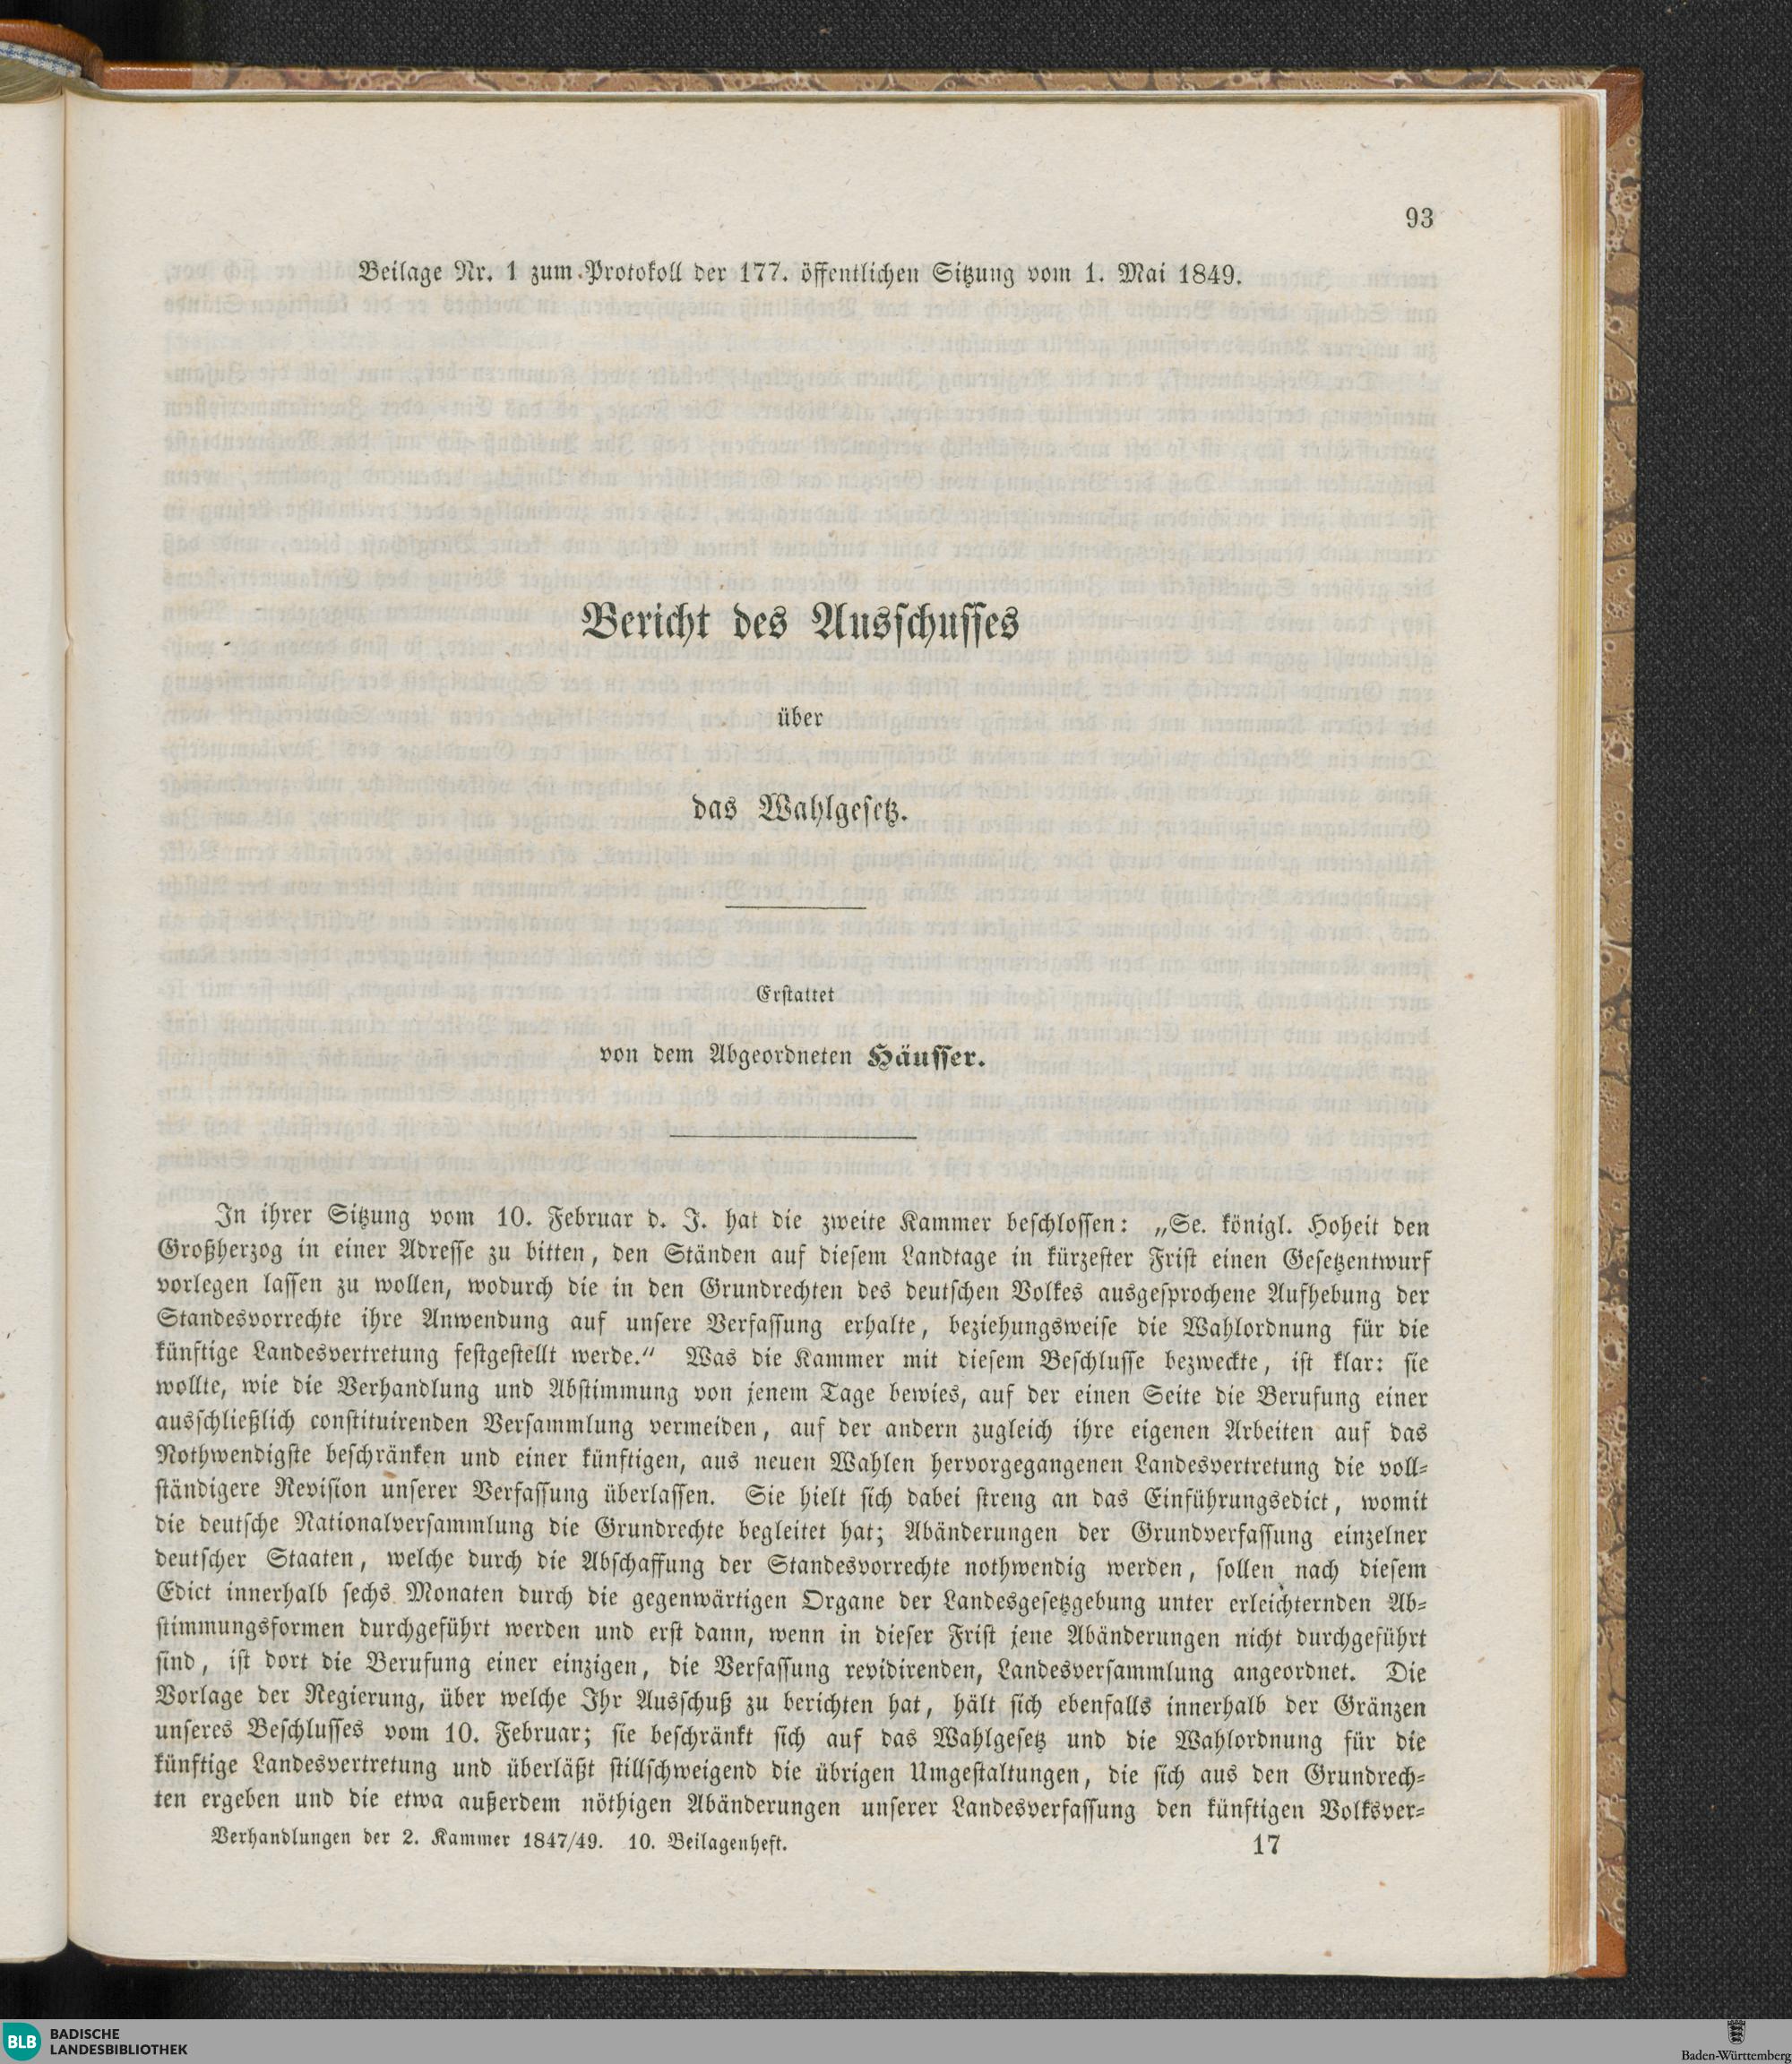 93
Beilage Nr. 1 zum Protokoll der 177. öffentlichen Sitzung vom 1. Mai 1849.
Bericht des Ausschusses
über
das Wahlgesetz.
Erstattet
von dem Abgeordneten Häusser.
In ihrer Sitzung vom 10. Februar d. J. hat die zweite Kammer beschlossen: „Se. königl. Hoheit den
Großherzog in einer Adresse zu bitten, den Ständen auf diesem Landtage in kürzester Frist einen Gesetzentwurf
vorlegen lassen zu wollen, wodurch die in den Grundrechten des deutschen Volkes ausgesprochene Aufhebung der
Standesvorrechte ihre Anwendung auf unsere Verfassung erhalte, beziehungsweise die Wahlordnung für die
künftige Landesvertretung festgestellt werde.“ Was die Kammer mit diesem Beschlusse bezweckte, ist klar: sie
wollte, wie die Verhandlung und Abstimmung von jenem Tage bewies, auf der einen Seite die Berufung einer
ausschließlich constituirenden Versammlung vermeiden, auf der andern zugleich ihre eigenen Arbeiten auf das
Nothwendigste beschränken und einer künftigen, aus neuen Wahlen hervorgegangenen Landesvertretung die voll-
ständigere Revision unserer Verfassung überlassen. Sie hielt sich dabei streng an das Einführungsedict, womit
die deutsche Nationalversammlung die Grundrechte begleitet hat; Abänderungen der Grundverfassung einzelner
deutscher Staaten, welche durch die Abschaffung der Standesvorrechte nothwendig werden, sollen nach diesem
Edict innerhalb sechs Monaten durch die gegenwärtigen Organe der Landesgesetzgebung unter erleichternden Ab-
stimmungsformen durchgeführt werden und erst dann, wenn in dieser Frist jene Abänderungen nicht durchgeführt
sind, ist dort die Berufung einer einzigen, die Verfassung revidirenden, Landesversammlung angeordnet. Die
Vorlage der Regierung, über welche Ihr Ausschuß zu berichten hat, hält sich ebenfalls innerhalb der Gränzen
unseres Beschlusses vom 10. Februar; sie beschränkt sich auf das Wahlgesetz und die Wahlordnung für die
künftige Landesvertretung und überläßt stillschweigend die übrigen Umgestaltungen, die sich aus den Grundrech-
ten ergeben und die etwa außerdem nöthigen Abänderungen unserer Landesverfassung den künftigen Volksver-
Verhandlungen der 2. Kammer 1847/49. 10. Beilagenheft. 17
BLB BADISCHE
LANDESBIBLIOTHEK
Baden-Württemberg